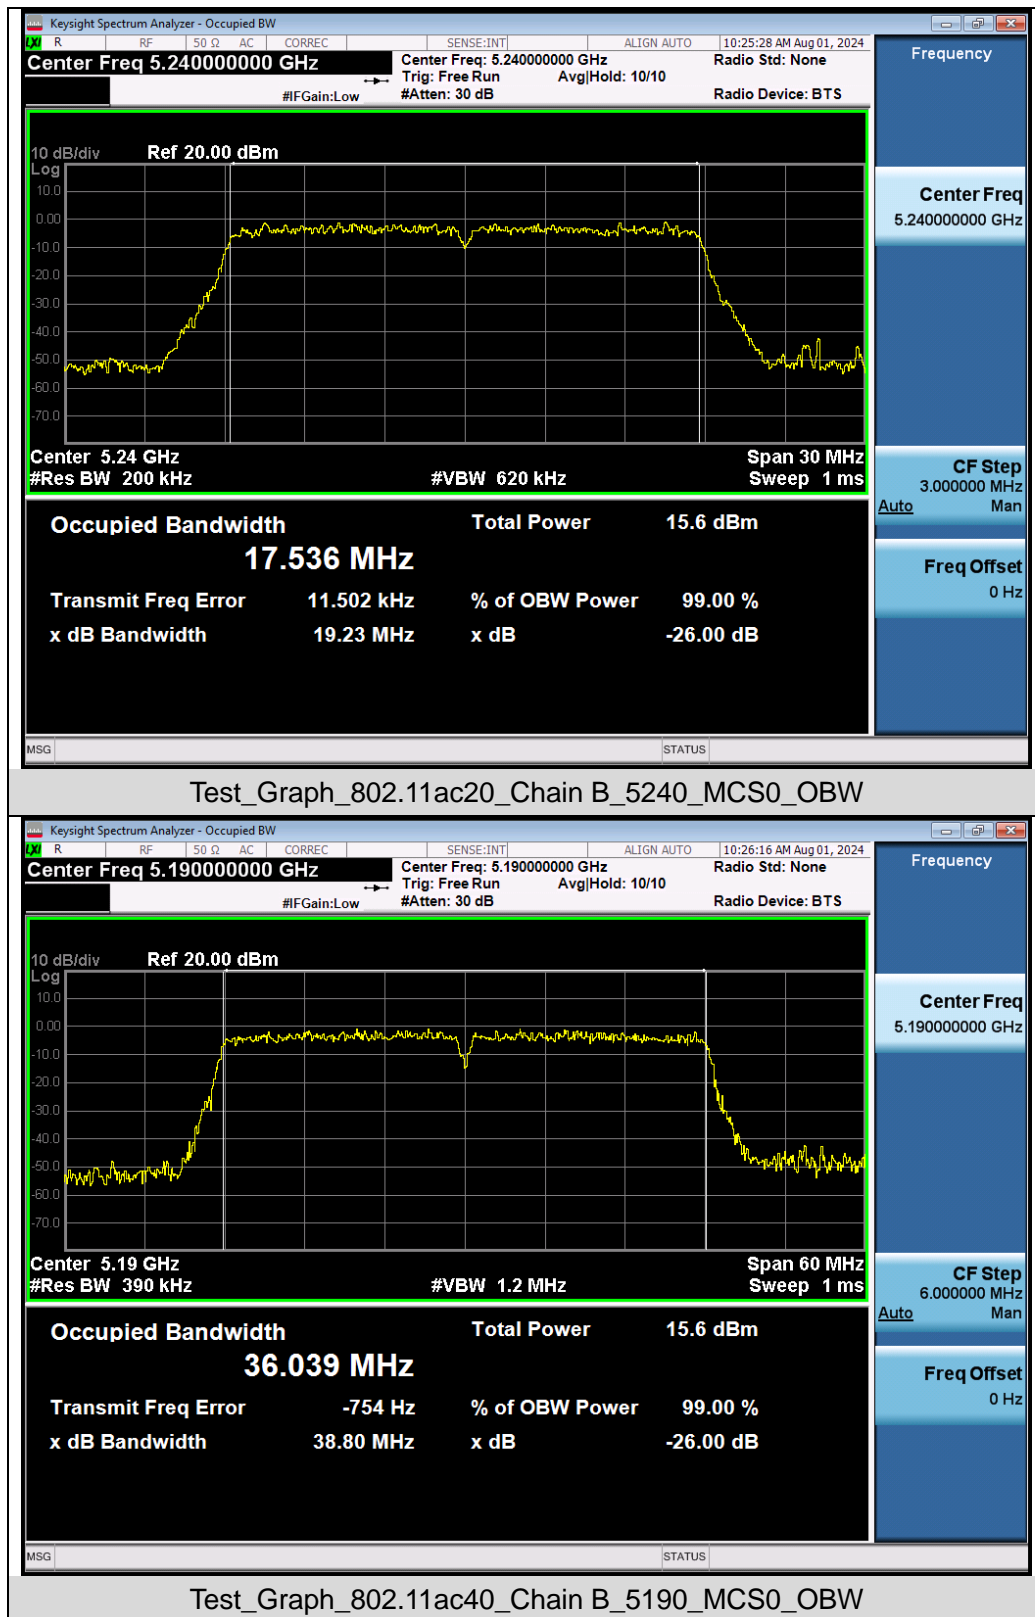 Keysight Spectrum Analyzer - Occupied BW
LXI R RF 50 Ω AC CORREC SENSE:INT ALIGN AUTO 10:25:28 AM Aug 01, 2024
Center Freq 5.240000000 GHz
Center Freq: 5.240000000 GHz
Radio Std: None
Trig: Free Run Avg|Hold: 10/10
#IFGain:Low
#Atten: 30 dB
Radio Device: BTS
Frequency
10 dB/div Ref 20.00 dBm
Log
10.0
0.00
-10.0
-20.0
-30.0
-40.0
-50.0
-60.0
-70.0
Center 5.24 GHz Span 30 MHz
#Res BW 200 kHz #VBW 620 kHz Sweep 1 ms
Center Freq
5.240000000 GHz
CF Step
3.000000 MHz
Auto Man
Freq Offset
0 Hz
Occupied Bandwidth Total Power 15.6 dBm
17.536 MHz
Transmit Freq Error 11.502 kHz % of OBW Power 99.00 %
x dB Bandwidth 19.23 MHz x dB -26.00 dB
MSG STATUS
Test_Graph_802.11ac20_Chain B_5240_MCS0_OBW
Keysight Spectrum Analyzer - Occupied BW
LXI R RF 50 Ω AC CORREC SENSE:INT ALIGN AUTO 10:26:16 AM Aug 01, 2024
Center Freq 5.190000000 GHz
Center Freq: 5.190000000 GHz
Radio Std: None
Trig: Free Run Avg|Hold: 10/10
#IFGain:Low
#Atten: 30 dB
Radio Device: BTS
Frequency
10 dB/div Ref 20.00 dBm
Log
10.0
0.00
-10.0
-20.0
-30.0
-40.0
-50.0
-60.0
-70.0
Center 5.19 GHz Span 60 MHz
#Res BW 390 kHz #VBW 1.2 MHz Sweep 1 ms
Center Freq
5.190000000 GHz
CF Step
6.000000 MHz
Auto Man
Freq Offset
0 Hz
Occupied Bandwidth Total Power 15.6 dBm
36.039 MHz
Transmit Freq Error -754 Hz % of OBW Power 99.00 %
x dB Bandwidth 38.80 MHz x dB -26.00 dB
MSG STATUS
Test_Graph_802.11ac40_Chain B_5190_MCS0_OBW